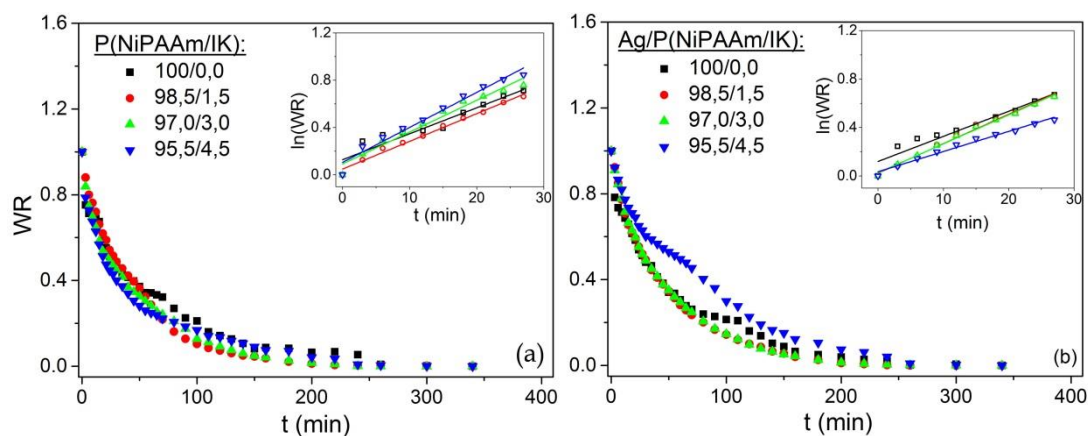 P(NiPAAm/IK):
100/0,0
98,5/1,5
97,0/3,0
95,5/4,5
WR
1.6
1.2
0.8
0.4
0.0
0 100 200 300 400
t (min)
ln(WR)
1.2
0.8
0.4
0.0
0 10 20 30
t (min)
(a)
Ag/P(NiPAAm/IK):
100/0,0
98,5/1,5
97,0/3,0
95,5/4,5
1.6
1.2
0.8
0.4
0.0
0 100 200 300 400
t (min)
ln(WR)
1.2
0.8
0.4
0.0
0 10 20 30
t (min)
(b)